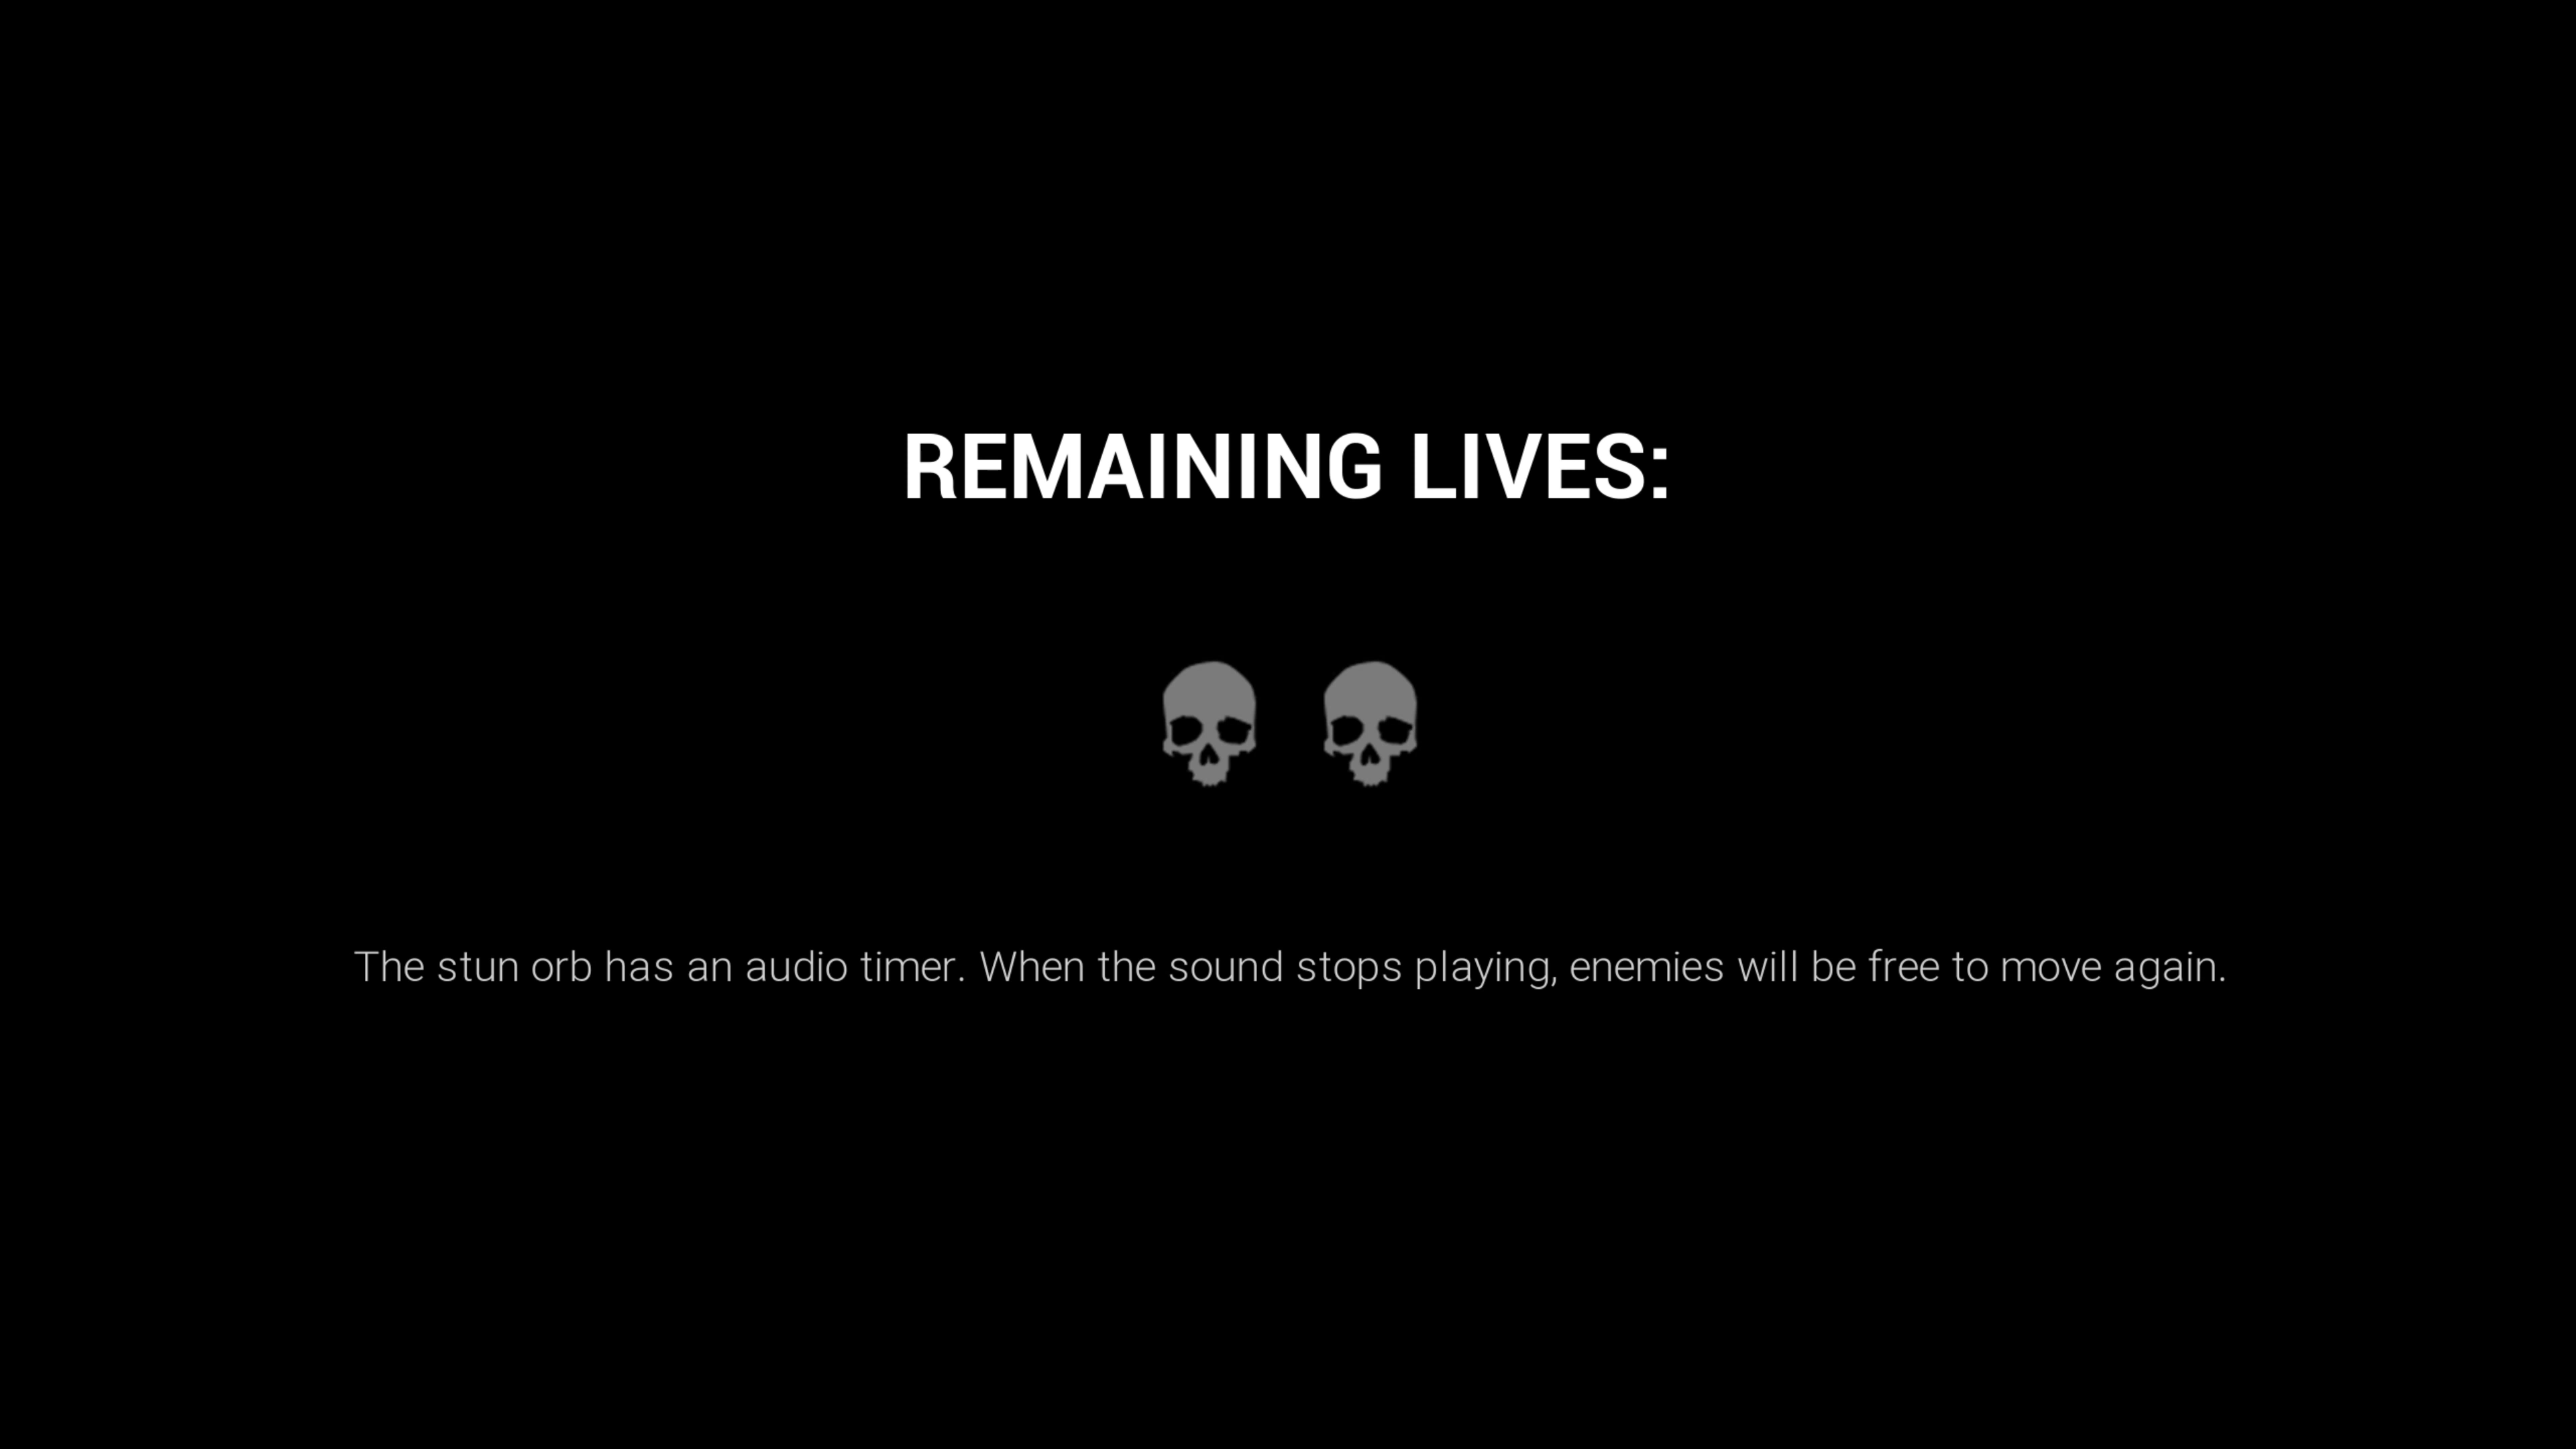 REMAINING LIVES:
The stun orb has an audio timer. When the sound stops playing, enemies will be free to move again.